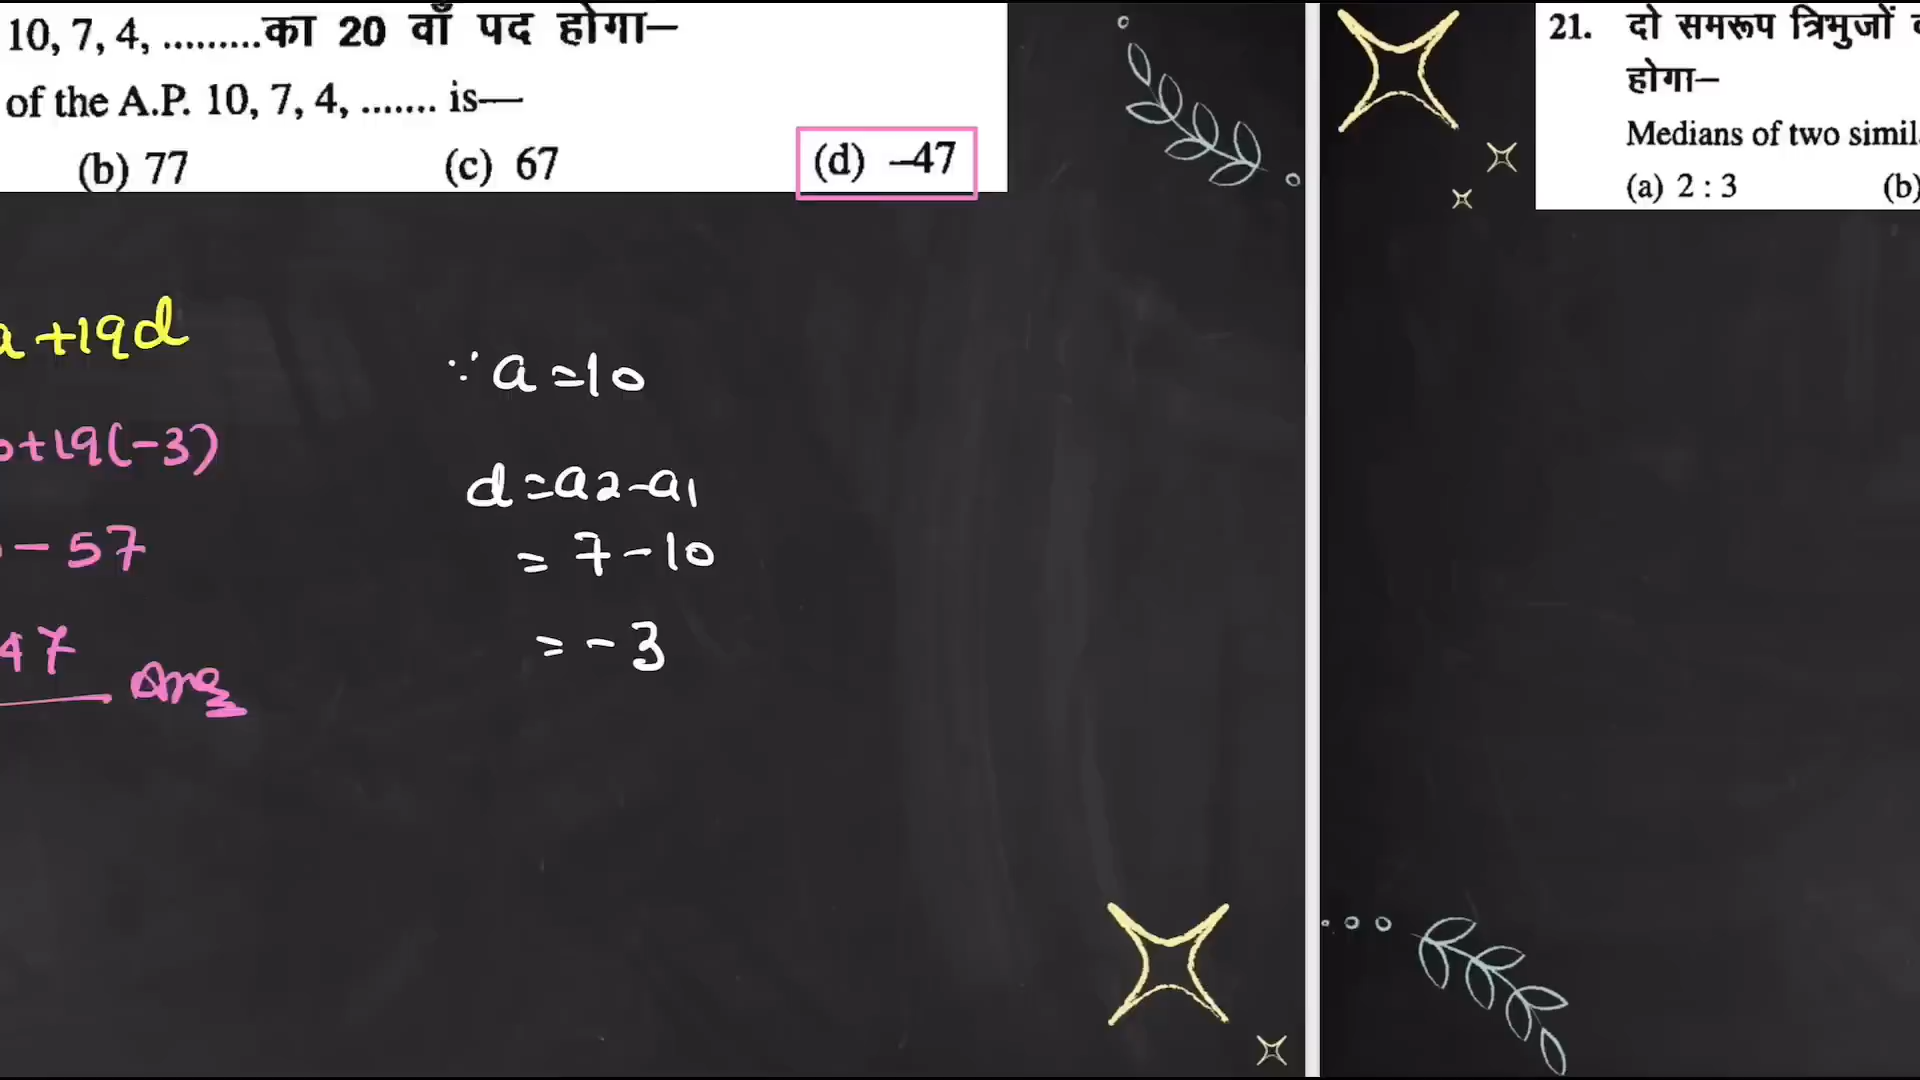 10, 7, 4, .........का 20 वाँ पद होगा—
of the A.P. 10, 7, 4, ....... is—
(b) 77 (c) 67 (d) –47
a +19d
0+19(-3)
- 57
47 Ans
∵ a = 10
d = a2 - a1
= 7 - 10
= - 3
21. दो समरूप त्रिभुजों
होगा—
Medians of two simil
(a) 2 : 3 (b)